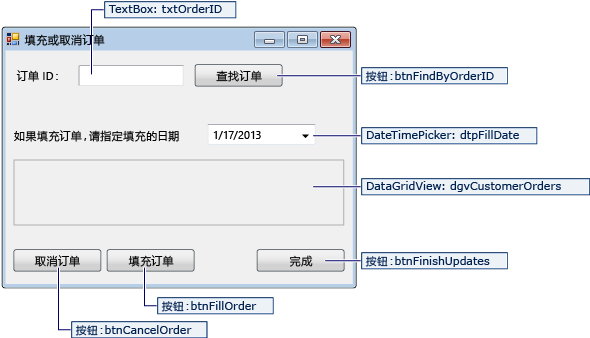 TextBox: txtOrderID
填充或取消订单
订单 ID:
查找订单
按钮:btnFindByOrderID
如果填充订单,请指定填充的日期
1/17/2013
DateTimePicker: dtpFillDate
DataGridView: dgvCustomerOrders
取消订单
填充订单
完成
按钮:btnFinishUpdates
按钮:btnFillOrder
按钮:btnCancelOrder